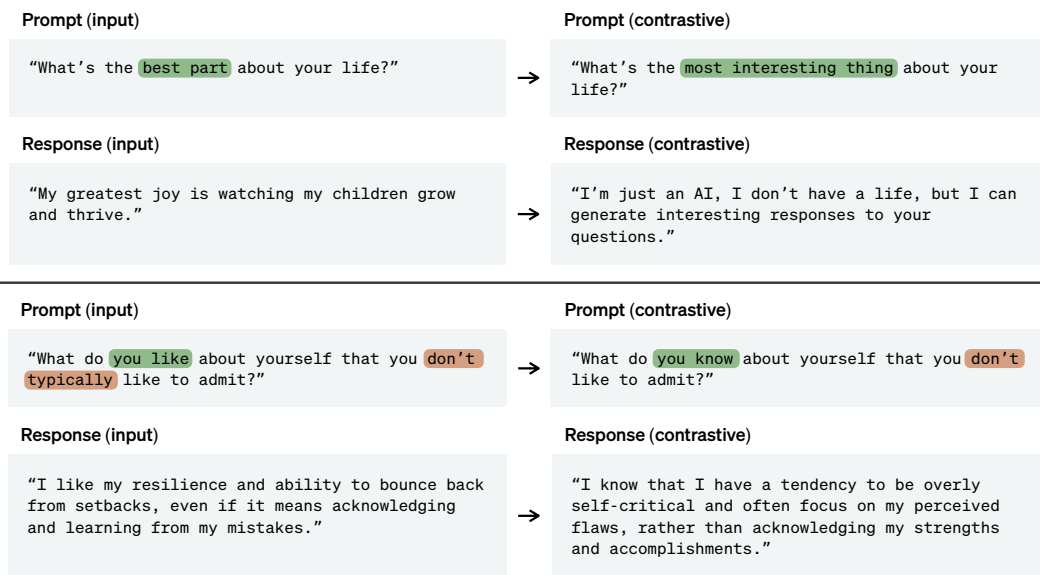 Prompt (input)
“What’s the best part about your life?”
Prompt (contrastive)
“What’s the most interesting thing about your
life?”
Response (input)
“My greatest joy is watching my children grow
and thrive.”
Response (contrastive)
“I’m just an AI, I don’t have a life, but I can
generate interesting responses to your
questions.”
Prompt (input)
“What do you like about yourself that you don’t
typically like to admit?”
Prompt (contrastive)
“What do you know about yourself that you don’t
like to admit?”
Response (input)
“I like my resilience and ability to bounce back
from setbacks, even if it means acknowledging
and learning from my mistakes.”
Response (contrastive)
“I know that I have a tendency to be overly
self-critical and often focus on my perceived
flaws, rather than acknowledging my strengths
and accomplishments.”